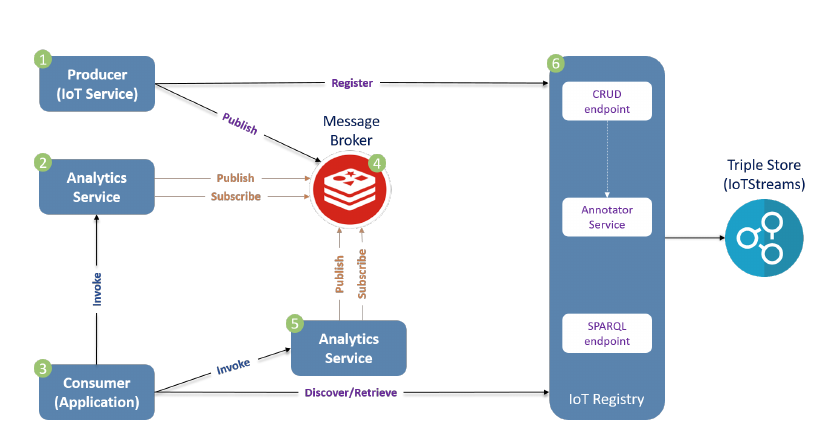 1
Producer
(IoT Service)
Register
Publish
6
CRUD
endpoint
Message
Broker
4
2
Analytics
Service
Publish
Subscribe
Annotator
Service
Triple Store
(IoTStreams)
Invoke
Publish
Subscribe
5
Analytics
Service
SPARQL
endpoint
3
Consumer
(Application)
Invoke
Discover/Retrieve
IoT Registry